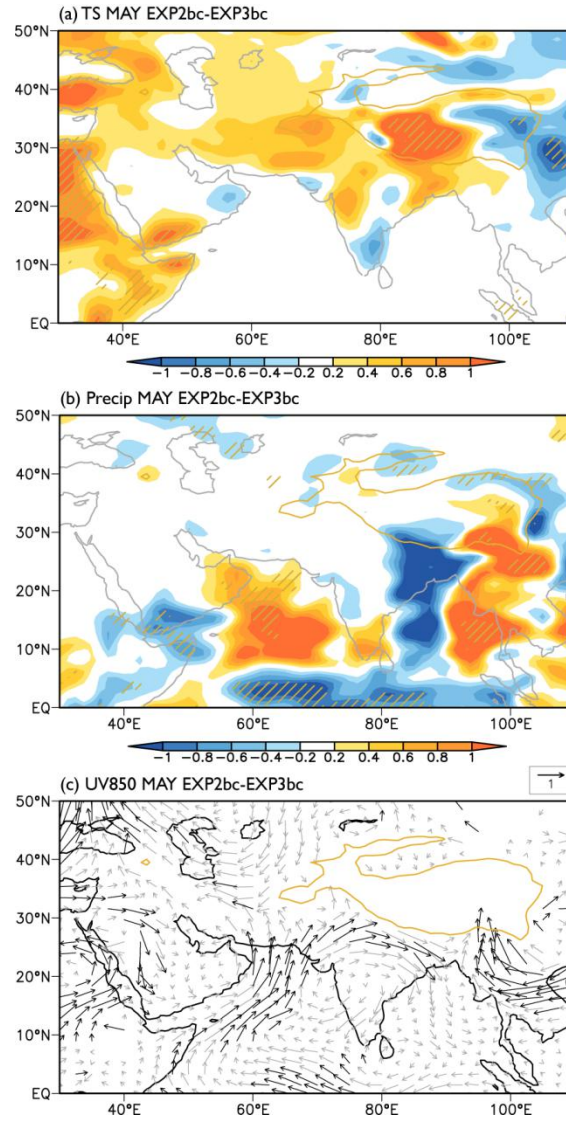 (a) TS MAY EXP2bc-EXP3bc
50°N
40°N
30°N
20°N
10°N
EQ
40°E 60°E 80°E 100°E
-1 -0.8 -0.6 -0.4 -0.2 0.2 0.4 0.6 0.8 1
(b) Precip MAY EXP2bc-EXP3bc
50°N
40°N
30°N
20°N
10°N
EQ
40°E 60°E 80°E 100°E
-1 -0.8 -0.6 -0.4 -0.2 0.2 0.4 0.6 0.8 1
(c) UV850 MAY EXP2bc-EXP3bc
1
50°N
40°N
30°N
20°N
10°N
EQ
40°E 60°E 80°E 100°E